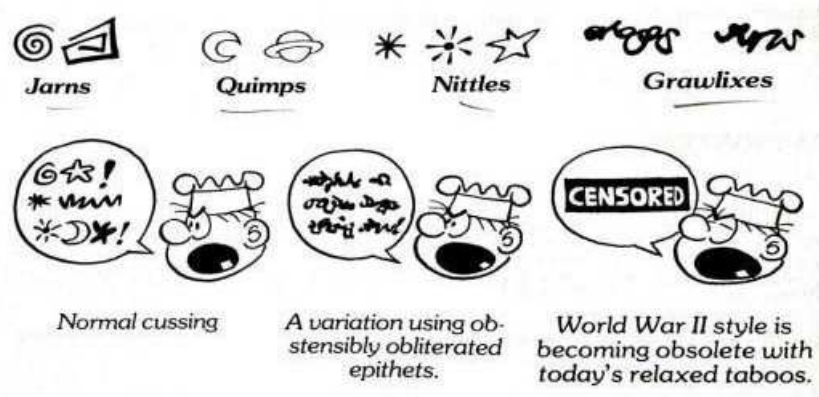 Jarns
Quimps
Nittles
Grawlixes
CENSORED
Normal cussing
A variation using ob-
stensibly obliterated
epithets.
World War II style is
becoming obsolete with
today's relaxed taboos.